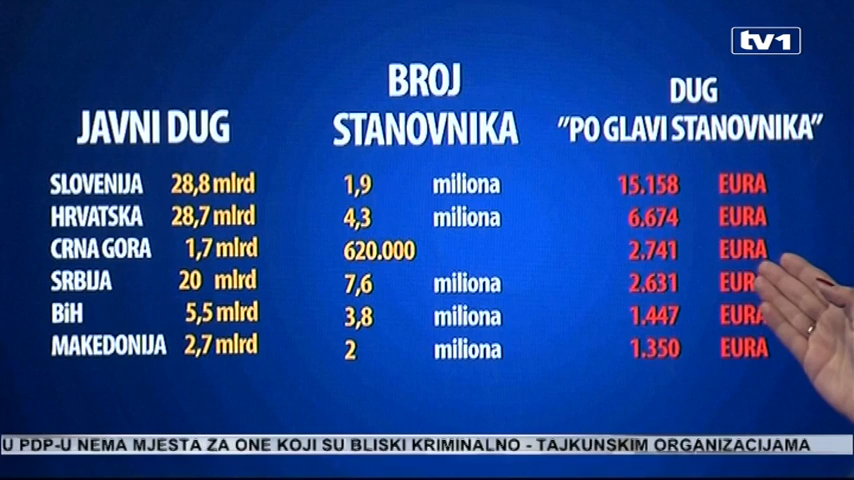 tv1
JAVNI DUG
BROJ
STANOVNIKA
DUG
"PO GLAVI STANOVNIKA"
SLOVENIJA 28,8 mlrd 1,9 miliona 15.158 EURA
HRVATSKA 28,7 mlrd 4,3 miliona 6.674 EURA
CRNA GORA 1,7 mlrd 620.000 2.741 EURA
SRBIJA 20 mlrd 7,6 miliona 2.631 EURA
BiH 5,5 mlrd 3,8 miliona 1.447 EURA
MAKEDONIJA 2,7 mlrd 2 miliona 1.350 EURA
U PDP-U NEMA MJESTA ZA ONE KOJI SU BLISKI KRIMINALNO - TAJKUNSKIM ORGANIZACIJAMA